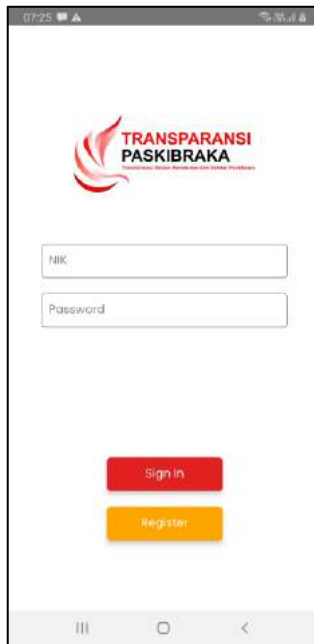 07:25
TRANSPARANSI
PASKIBRAKA
NIK
Password
Sign In
Register